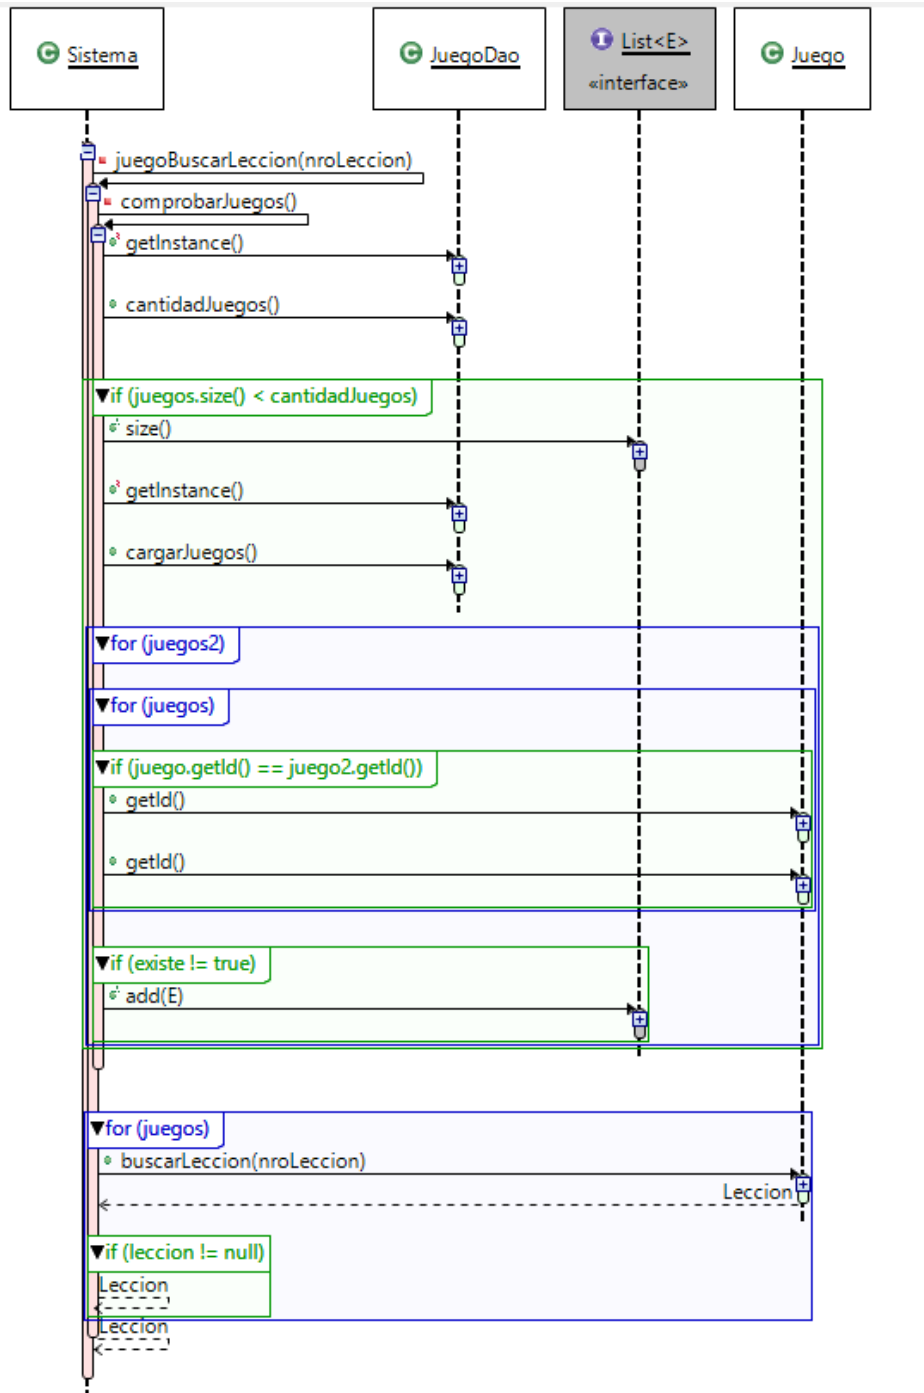 C Sistema
C JuegoDao
I List<E>
«interface»
C Juego
juegoBuscarLeccion(nroLeccion)
comprobarJuegos()
getInstance()
cantidadJuegos()
▼if (juegos.size() < cantidadJuegos)
size()
getInstance()
cargarJuegos()
▼for (juegos2)
▼for (juegos)
▼if (juego.getId() == juego2.getId())
getId()
getId()
▼if (existe != true)
add(E)
▼for (juegos)
buscarLeccion(nroLeccion)
Leccion
▼if (leccion != null)
Leccion
Leccion